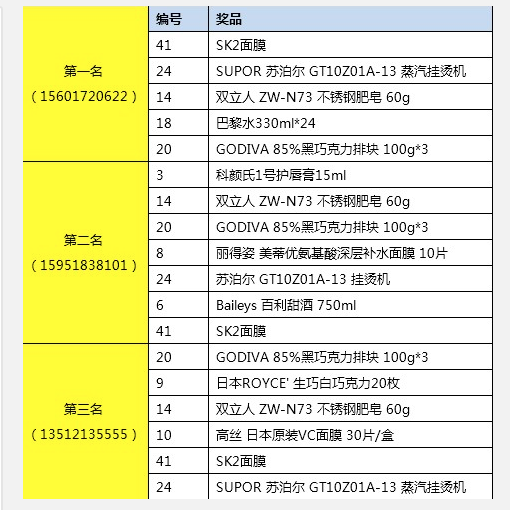 编号 奖品
第一名
（15601720622）
41 SK2面膜
24 SUPOR 苏泊尔 GT10Z01A-13 蒸汽挂烫机
14 双立人 ZW-N73 不锈钢肥皂 60g
18 巴黎水330ml*24
20 GODIVA 85%黑巧克力排块 100g*3
第二名
（15951838101）
3 科颜氏1号护唇膏15ml
14 双立人 ZW-N73 不锈钢肥皂 60g
20 GODIVA 85%黑巧克力排块 100g*3
8 丽得姿 美蒂优氨基酸深层补水面膜 10片
24 苏泊尔 GT10Z01A-13 挂烫机
6 Baileys 百利甜酒 750ml
41 SK2面膜
第三名
（13512135555）
20 GODIVA 85%黑巧克力排块 100g*3
9 日本ROYCE' 生巧白巧克力20枚
14 双立人 ZW-N73 不锈钢肥皂 60g
10 高丝 日本原装VC面膜 30片/盒
41 SK2面膜
24 SUPOR 苏泊尔 GT10Z01A-13 蒸汽挂烫机